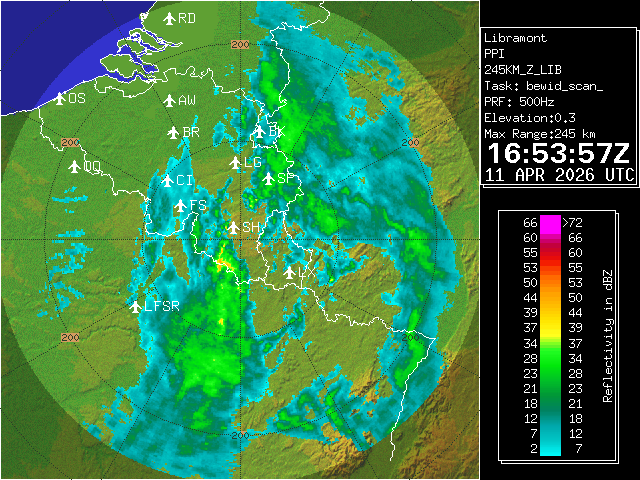 Libramont
PPI
245KM_Z_LIB
Task: bewid_scan_
PRF: 500Hz
Elevation:0.3
Max Range:245 km
16:53:57Z
11 APR 2026 UTC
RD
200
OS
AW
BR
BK
200
QQ
LG
CI
SP
FS
SH
LX
LFSR
200
200
200
200
66 >72
60 66
55 60
53 55
50 53
44 50
39 44
37 39
34 37
28 34
23 28
21 23
18 21
12 18
7 12
2 7
Reflectivity in dBZ